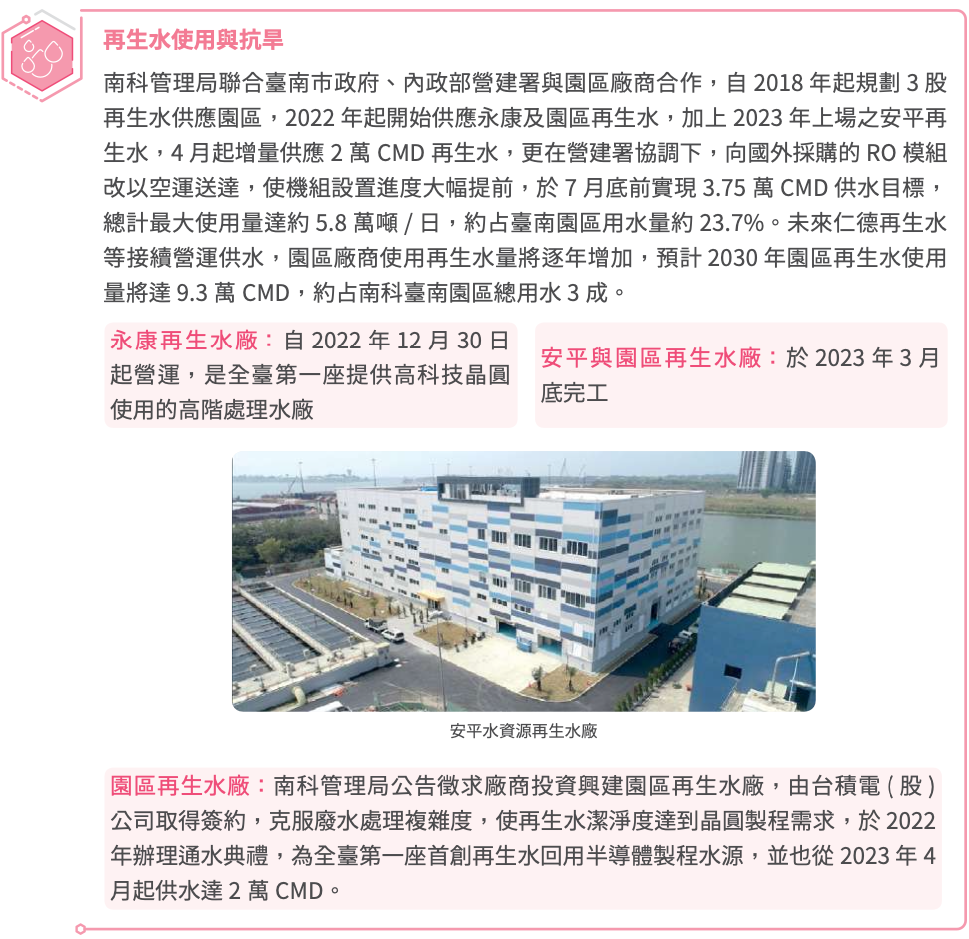 再生水使用與抗旱
南科管理局聯合臺南市政府、內政部營建署與園區廠商合作，自 2018 年起規劃 3 股
再生水供應園區，2022 年起開始供應永康及園區再生水，加上 2023 年上場之安平再
生水，4 月起增量供應 2 萬 CMD 再生水，更在營建署協調下，向國外採購的 RO 模組
改以空運送達，使機組設置進度大幅提前，於 7 月底前實現 3.75 萬 CMD 供水目標，
總計最大使用量達約 5.8 萬噸 / 日，約占臺南園區用水量約 23.7%。未來仁德再生水
等接續營運供水，園區廠商使用再生水量將逐年增加，預計 2030 年園區再生水使用
量將達 9.3 萬 CMD，約占南科臺南園區總用水 3 成。
永康再生水廠：自 2022 年 12 月 30 日
起營運，是全臺第一座提供高科技晶圓
使用的高階處理水廠
安平與園區再生水廠：於 2023 年 3 月
底完工
安平水資源再生水廠
園區再生水廠：南科管理局公告徵求廠商投資興建園區再生水廠，由台積電 ( 股 )
公司取得簽約，克服廢水處理複雜度，使再生水潔淨度達到晶圓製程需求，於 2022
年辦理通水典禮，為全臺第一座首創再生水回用半導體製程水源，並也從 2023 年 4
月起供水達 2 萬 CMD。